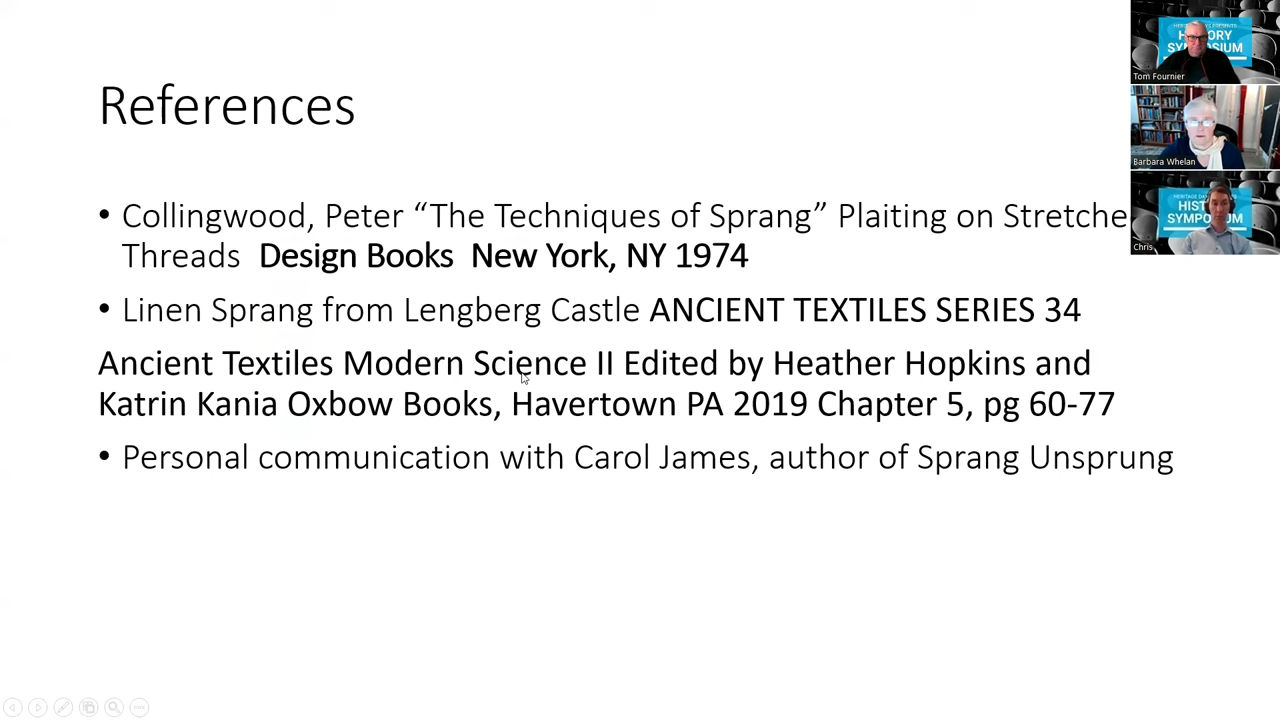 References
• Collingwood, Peter “The Techniques of Sprang” Plaiting on Stretche
Threads Design Books New York, NY 1974
• Linen Sprang from Lengberg Castle ANCIENT TEXTILES SERIES 34
Ancient Textiles Modern Science II Edited by Heather Hopkins and
Katrin Kania Oxbow Books, Havertown PA 2019 Chapter 5, pg 60-77
• Personal communication with Carol James, author of Sprang Unsprung
Tom Fournier
Barbara Whelan
SYMPOSIUM
Chris